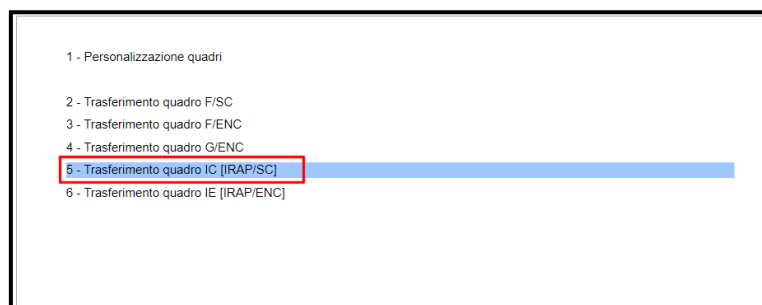 1 - Personalizzazione quadri
2 - Trasferimento quadro F/SC
3 - Trasferimento quadro F/ENC
4 - Trasferimento quadro G/ENC
5 - Trasferimento quadro IC [IRAP/SC]
6 - Trasferimento quadro IE [IRAP/ENC]